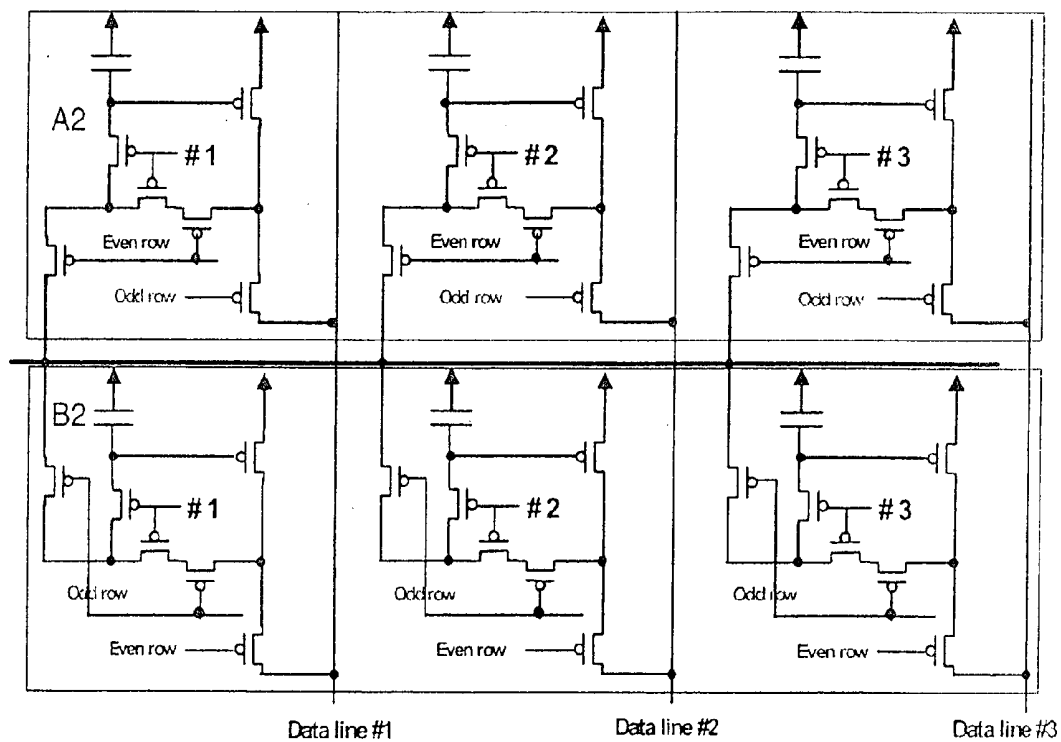 A2
#1
#2
#3
Even row
Even row
Even row
Odd row
Odd row
Odd row
B2
#1
#2
#3
Odd row
Odd row
Odd row
Even row
Even row
Even row
Data line #1
Data line #2
Data line #3